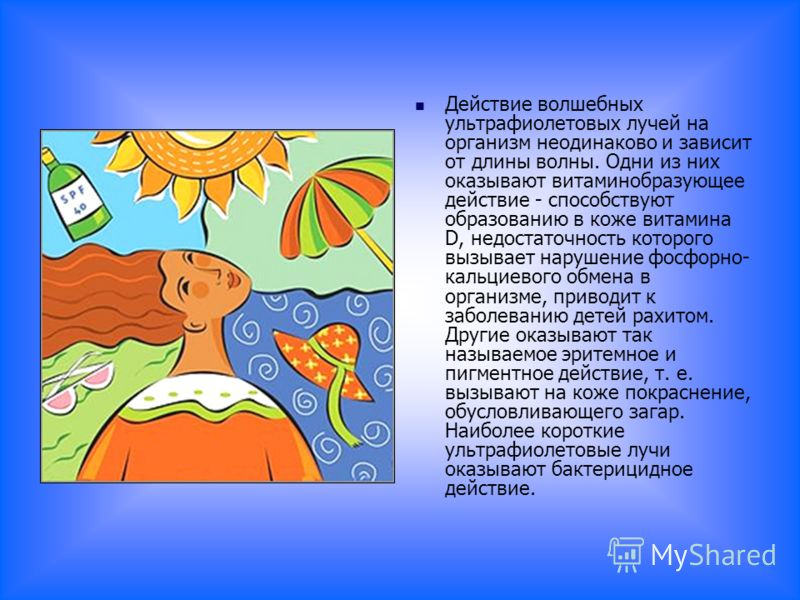 SPF
40
Действие волшебных
ультрафиолетовых лучей на
организм неодинаково и зависит
от длины волны. Одни из них
оказывают витаминобразующее
действие - способствуют
образованию в коже витамина
D, недостаточность которого
вызывает нарушение фосфорно-
кальциевого обмена в
организме, приводит к
заболеванию детей рахитом.
Другие оказывают так
называемое эритемное и
пигментное действие, т. е.
вызывают на коже покраснение,
обусловливающего загар.
Наиболее короткие
ультрафиолетовые лучи
оказывают бактерицидное
действие.
MyShared